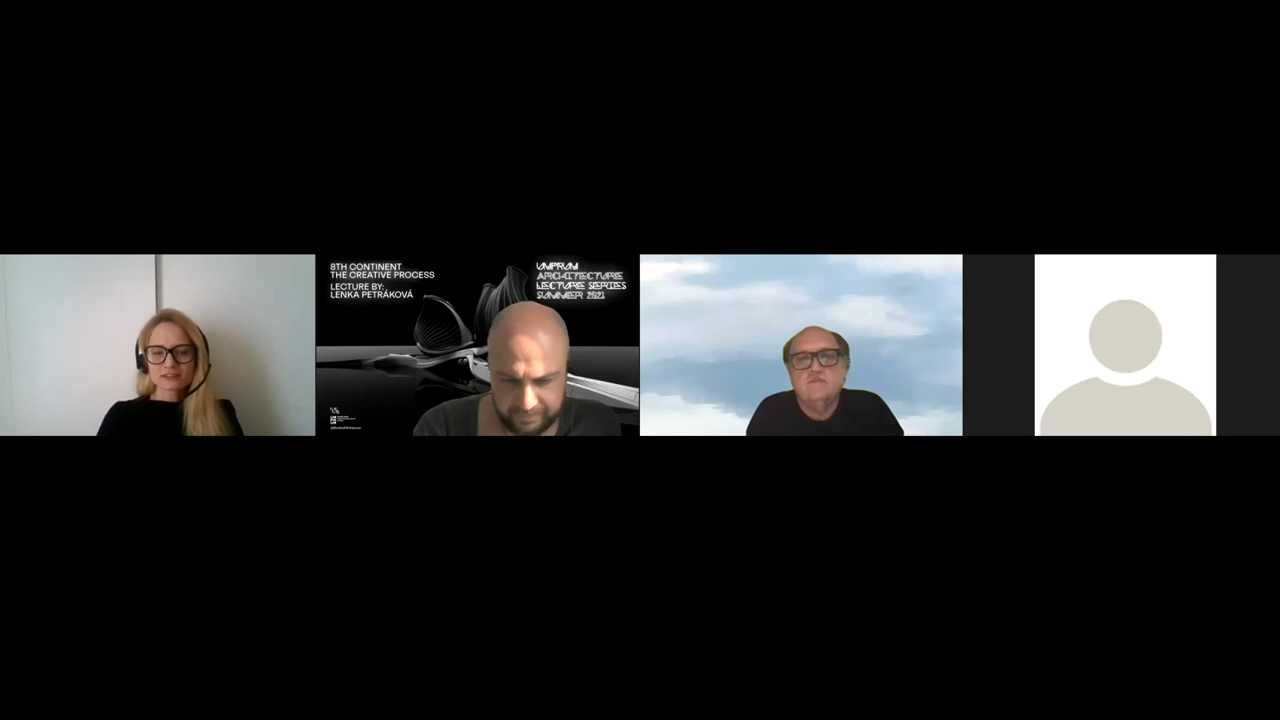 8TH CONTINENT
THE CREATIVE PROCESS
LECTURE BY:
LENKA PETRÁKOVÁ
UMPRUM
ARCHITECTURE
LECTURE SERIES
SUMMER 2021